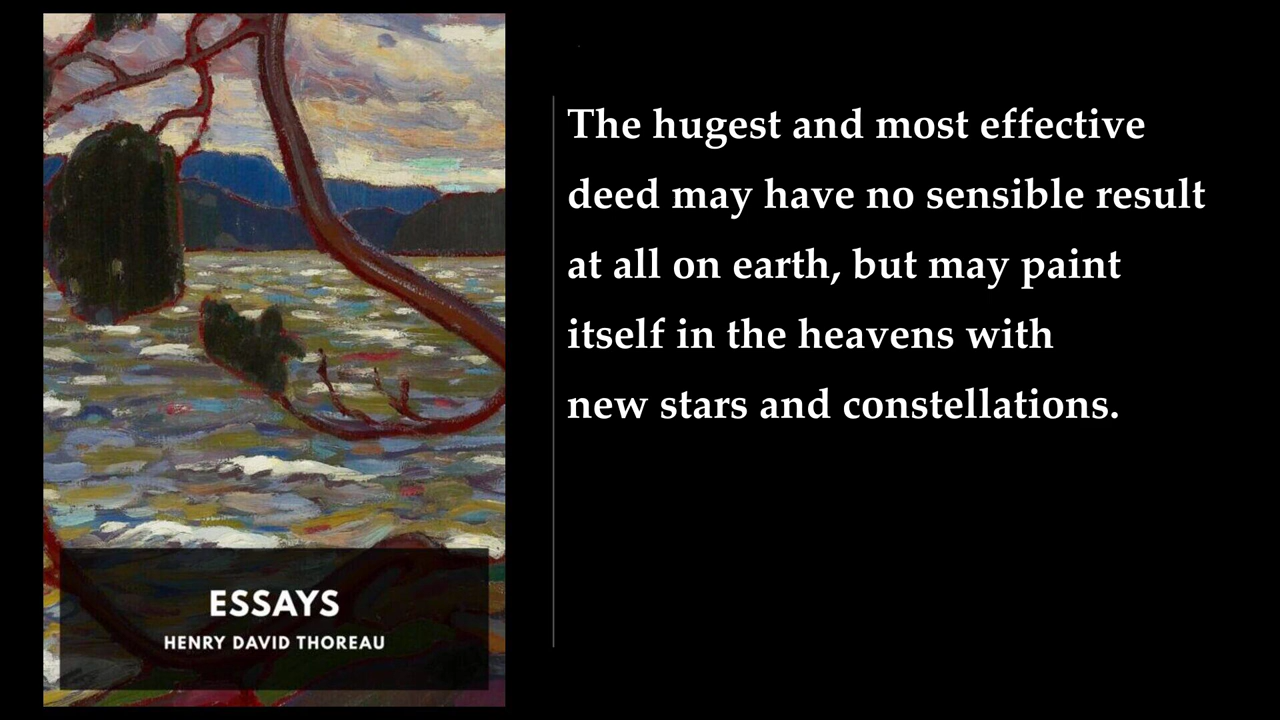 ESSAYS
HENRY DAVID THOREAU
The hugest and most effective
deed may have no sensible result
at all on earth, but may paint
itself in the heavens with
new stars and constellations.